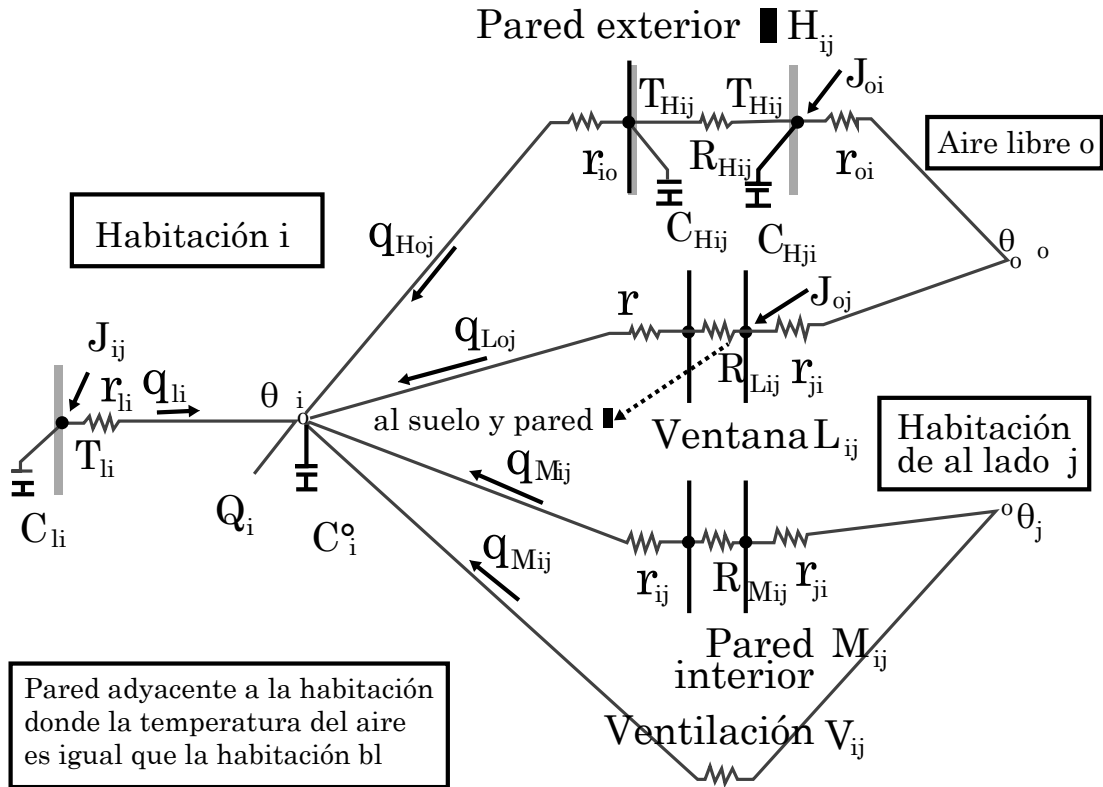 Pared exterior H_ij
T_Hij T_Hij J_oi
Aire libre o
r_io R_Hij r_oi
C_Hij C_Hji
Habitación i
q_Hoj
θ_o o
J_oj
r
q_Loj
R_Lij r_ji
J_ij
r_li q_li
θ i
o
al suelo y pared
Ventana L_ij
Habitación
de al lado j
T_li
q_Mij
C_li
Q_i
C°_i
o θ_j
q_Mij
r_ij R_Mij r_ji
Pared M_ij
interior
Pared adyacente a la habitación
donde la temperatura del aire
es igual que la habitación bl
Ventilación V_ij